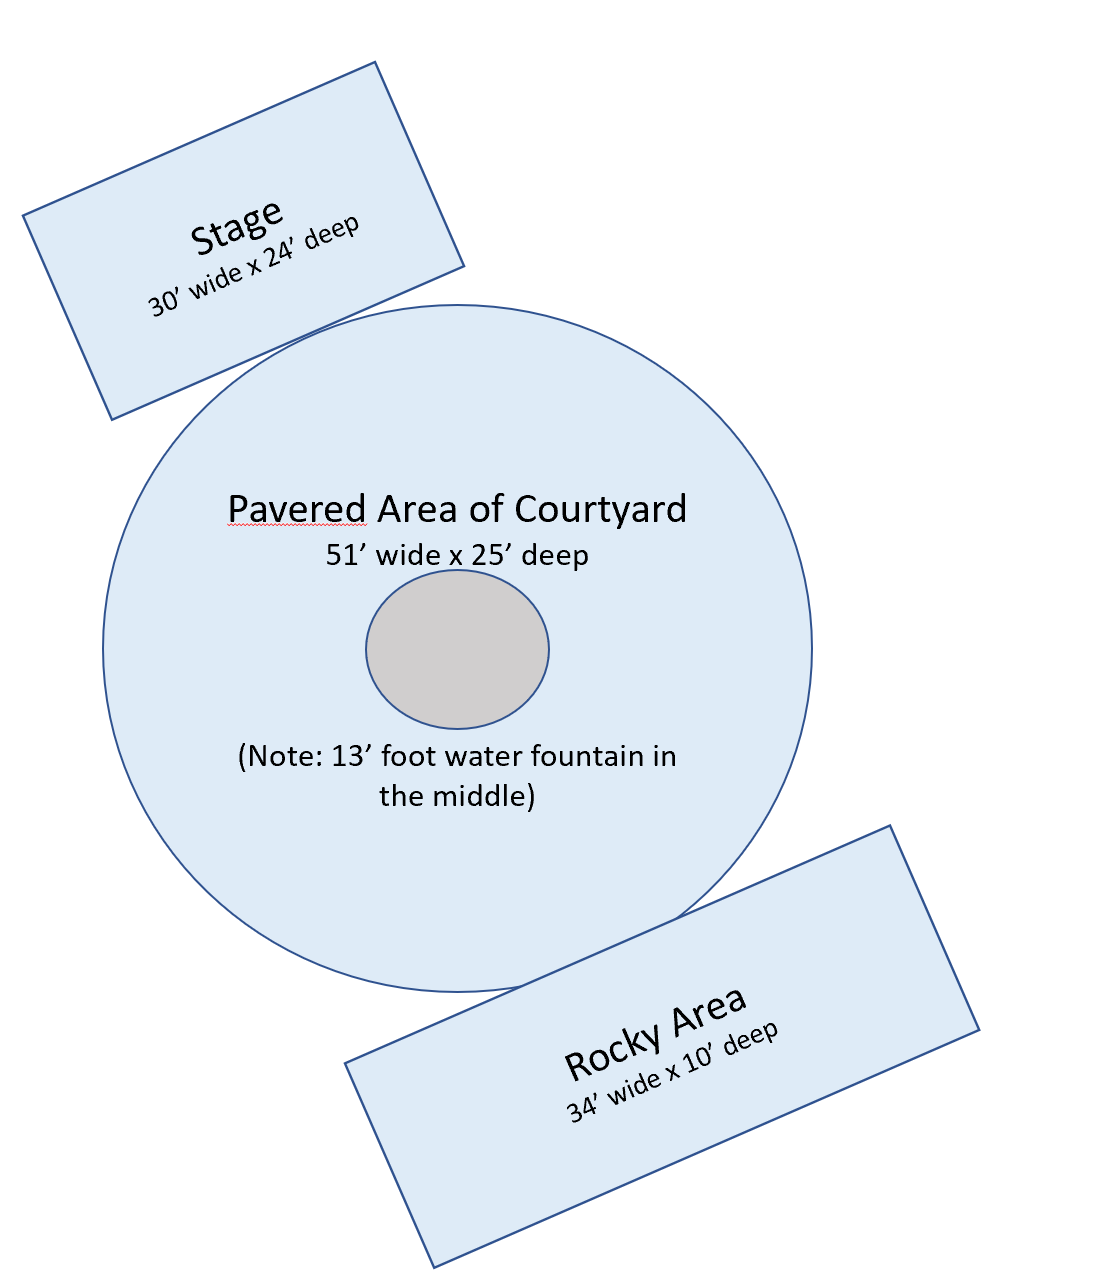 Stage
30’ wide x 24’ deep
Pavered Area of Courtyard
51’ wide x 25’ deep
(Note: 13’ foot water fountain in
the middle)
Rocky Area
34’ wide x 10’ deep